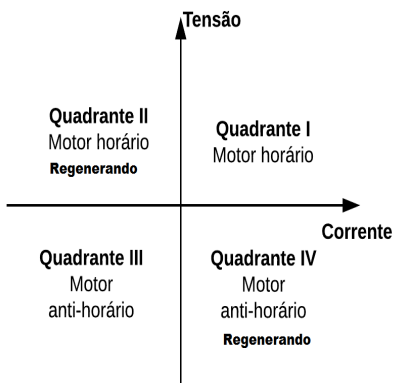 Tensão
Quadrante II
Motor horário
Regenerando
Quadrante I
Motor horário
Corrente
Quadrante III
Motor
anti-horário
Quadrante IV
Motor
anti-horário
Regenerando